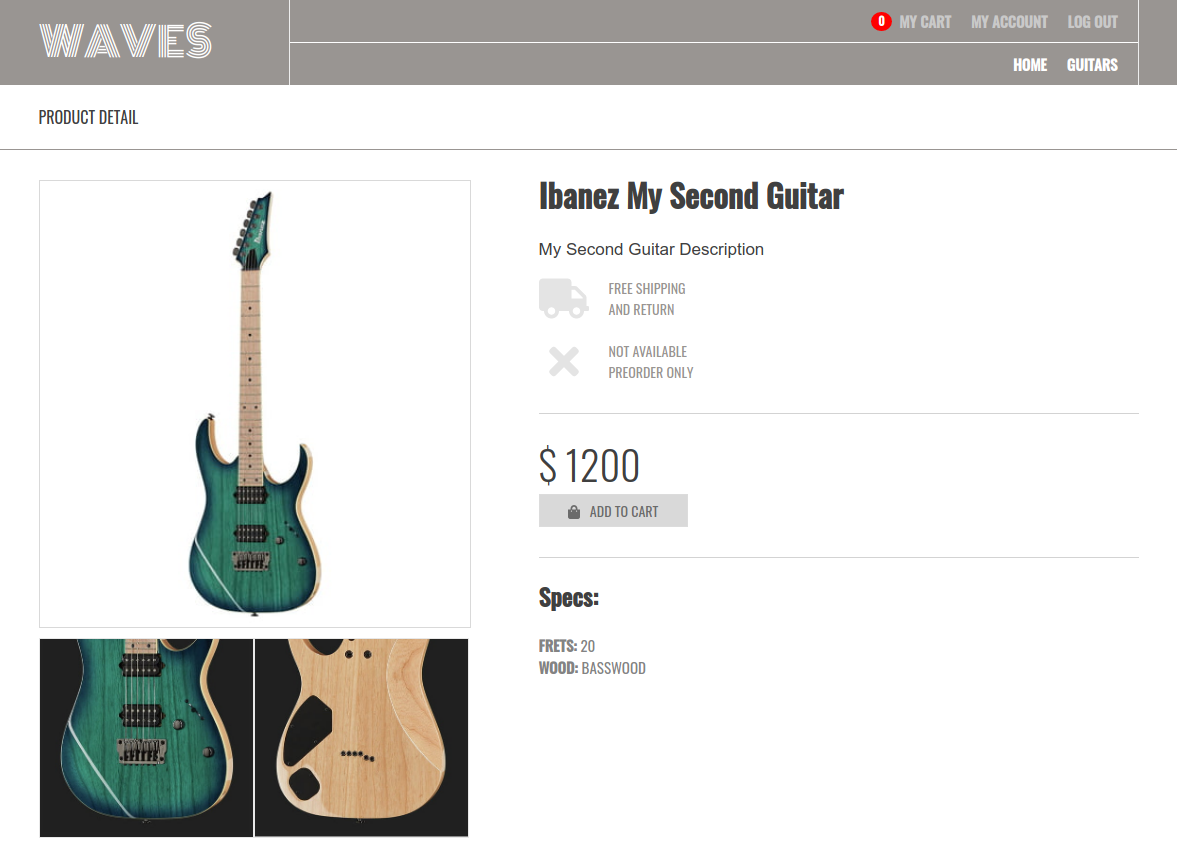 WAVES
0 MY CART MY ACCOUNT LOG OUT
HOME GUITARS
PRODUCT DETAIL
Ibanez My Second Guitar
My Second Guitar Description
FREE SHIPPING
AND RETURN
NOT AVAILABLE
PREORDER ONLY
$ 1200
ADD TO CART
Specs:
FRETS: 20
WOOD: BASSWOOD
Ibanez